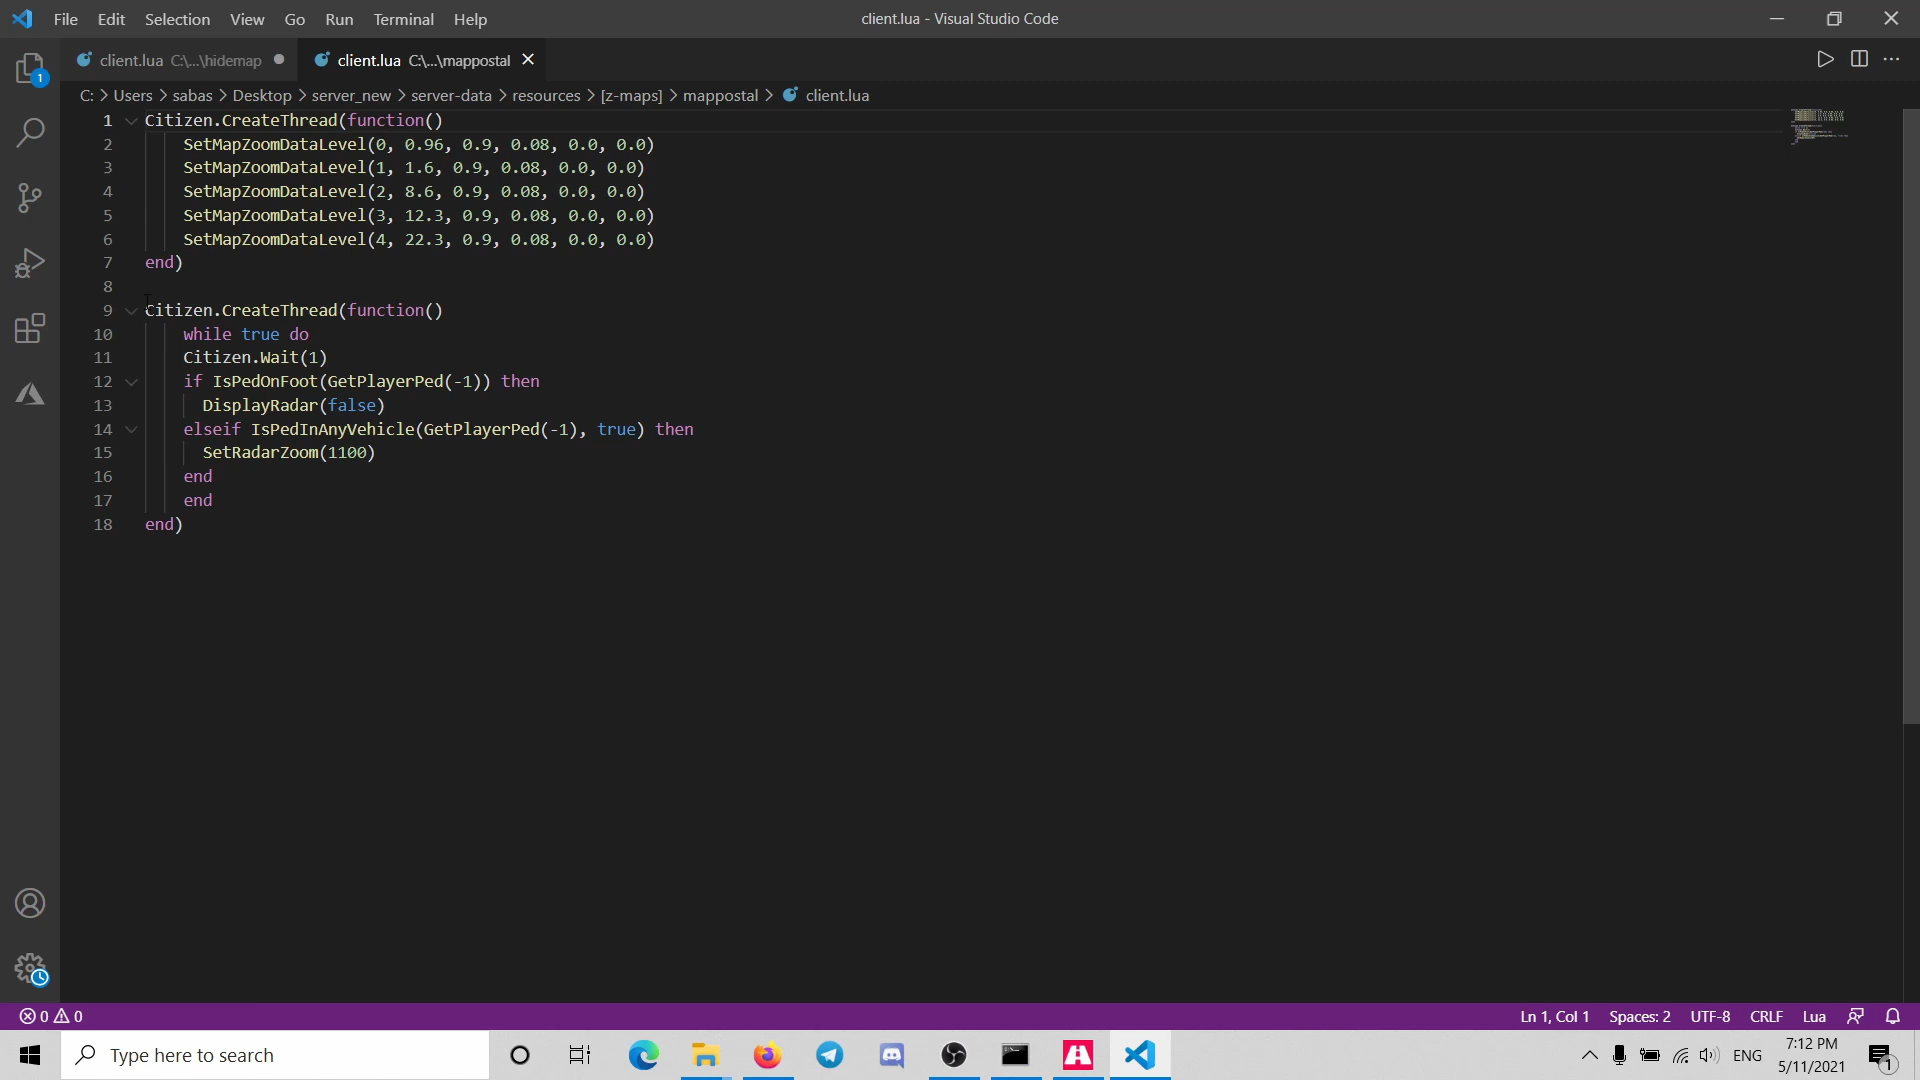 File Edit Selection View Go Run Terminal Help
client.lua - Visual Studio Code
client.lua C:\...\hidemap
client.lua C:\...\mappostal
C: > Users > sabas > Desktop > server_new > server-data > resources > [z-maps] > mappostal > client.lua
1 Citizen.CreateThread(function()
2 SetMapZoomDataLevel(0, 0.96, 0.9, 0.08, 0.0, 0.0)
3 SetMapZoomDataLevel(1, 1.6, 0.9, 0.08, 0.0, 0.0)
4 SetMapZoomDataLevel(2, 8.6, 0.9, 0.08, 0.0, 0.0)
5 SetMapZoomDataLevel(3, 12.3, 0.9, 0.08, 0.0, 0.0)
6 SetMapZoomDataLevel(4, 22.3, 0.9, 0.08, 0.0, 0.0)
7 end)
8
9 Citizen.CreateThread(function()
10 while true do
11 Citizen.Wait(1)
12 if IsPedOnFoot(GetPlayerPed(-1)) then
13 DisplayRadar(false)
14 elseif IsPedInAnyVehicle(GetPlayerPed(-1), true) then
15 SetRadarZoom(1100)
16 end
17 end
18 end)
1
0 0
Ln 1, Col 1 Spaces: 2 UTF-8 CRLF Lua
Type here to search
ENG
7:12 PM
5/11/2021
1